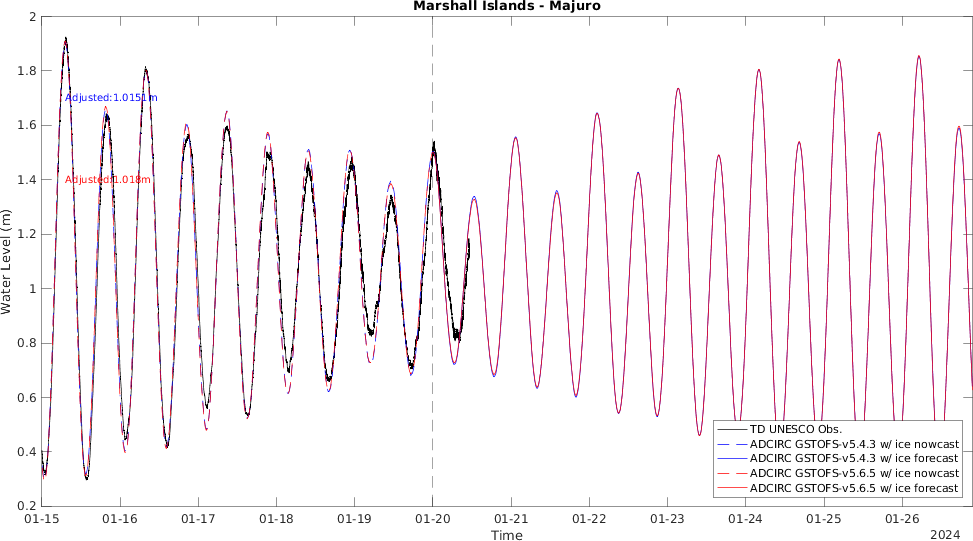 Marshall Islands - Majuro
Water Level (m)
2
1.8
1.6
1.4
1.2
1
0.8
0.6
0.4
0.2
Adjusted:1.0151m
Adjusted:1.018m
TD UNESCO Obs.
ADCIRC GSTOFS-v5.4.3 w/ ice nowcast
ADCIRC GSTOFS-v5.4.3 w/ ice forecast
ADCIRC GSTOFS-v5.6.5 w/ ice nowcast
ADCIRC GSTOFS-v5.6.5 w/ ice forecast
01-15 01-16 01-17 01-18 01-19 01-20 01-21 01-22 01-23 01-24 01-25 01-26
Time
2024